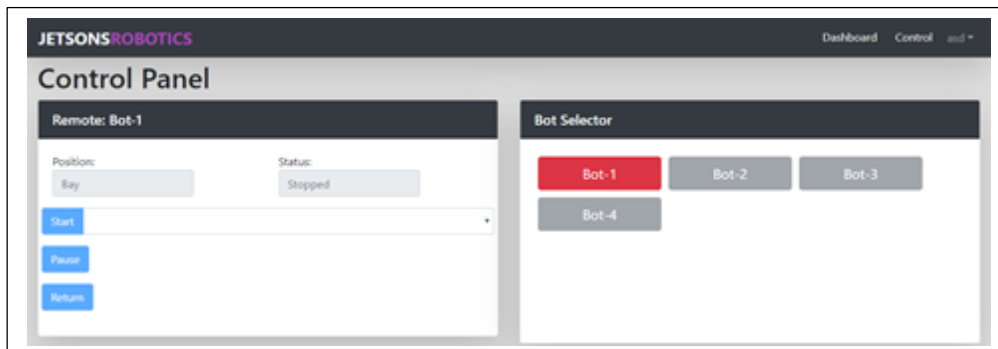 JETSONSROBOTICS
Dashboard Control asd
Control Panel
Remote: Bot-1
Position: Status:
Bay Stopped
Start
Pause
Return
Bot Selector
Bot-1 Bot-2 Bot-3
Bot-4